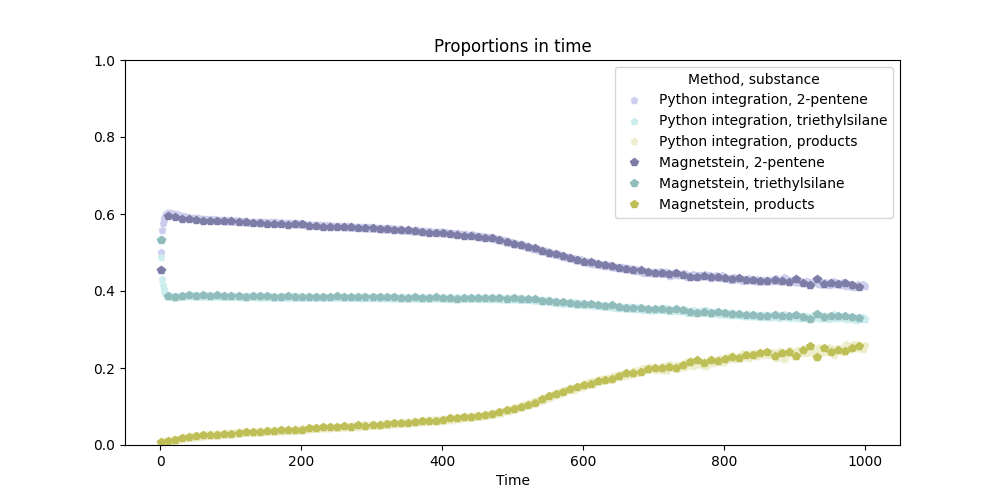 Proportions in time
1.0
0.8
0.6
0.4
0.2
0.0
0
200
400
600
800
1000
Time
Method, substance
Python integration, 2-pentene
Python integration, triethylsilane
Python integration, products
Magnetstein, 2-pentene
Magnetstein, triethylsilane
Magnetstein, products